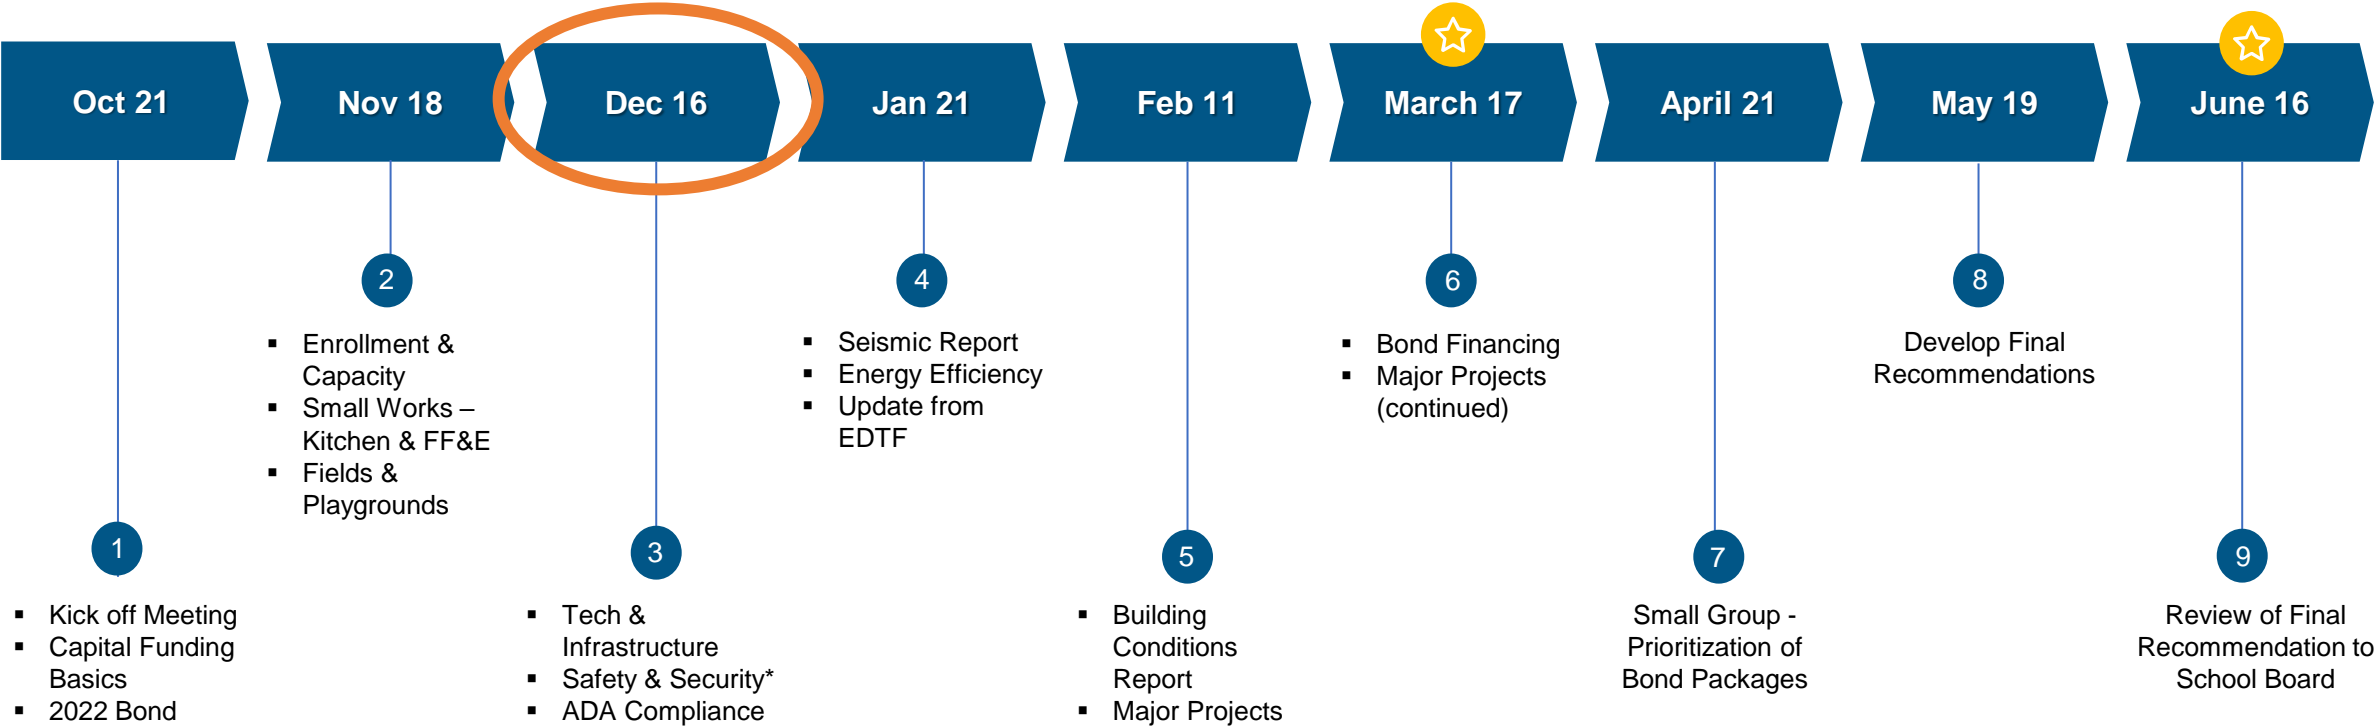 Oct 21
Nov 18
Dec 16
Jan 21
Feb 11
March 17
April 21
May 19
June 16
2
▪ Enrollment &
Capacity
▪ Small Works –
Kitchen & FF&E
▪ Fields &
Playgrounds
4
▪ Seismic Report
▪ Energy Efficiency
▪ Update from
EDTF
6
▪ Bond Financing
▪ Major Projects
(continued)
8
Develop Final
Recommendations
1
▪ Kick off Meeting
▪ Capital Funding
Basics
▪ 2022 Bond
3
▪ Tech &
Infrastructure
▪ Safety & Security*
▪ ADA Compliance
5
▪ Building
Conditions
Report
▪ Major Projects
7
Small Group -
Prioritization of
Bond Packages
9
Review of Final
Recommendation to
School Board